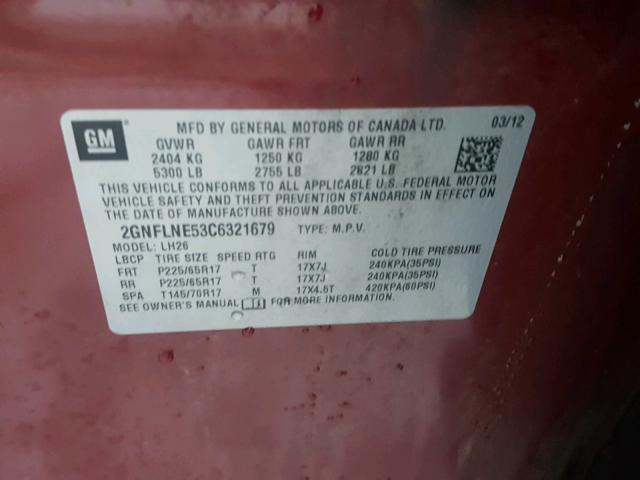 GM
MFD BY GENERAL MOTORS OF CANADA LTD. 03/12
GVWR GAWR FRT GAWR RR
2404 KG 1250 KG 1280 KG
5300 LB 2755 LB 2821 LB
THIS VEHICLE CONFORMS TO ALL APPLICABLE U.S. FEDERAL MOTOR
VEHICLE SAFETY AND THEFT PREVENTION STANDARDS IN EFFECT ON
THE DATE OF MANUFACTURE SHOWN ABOVE.
2GNFLNE53C6321679 TYPE: M.P.V.
MODEL: LH26
LBCP TIRE SIZE SPEED RTG RIM COLD TIRE PRESSURE
FRT P225/65R17 T 17X7J 240KPA(35PSI)
RR P225/65R17 T 17X7J 240KPA(35PSI)
SPA T145/70R17 M 17X4.5T 420KPA(60PSI)
SEE OWNER'S MANUAL FOR MORE INFORMATION.